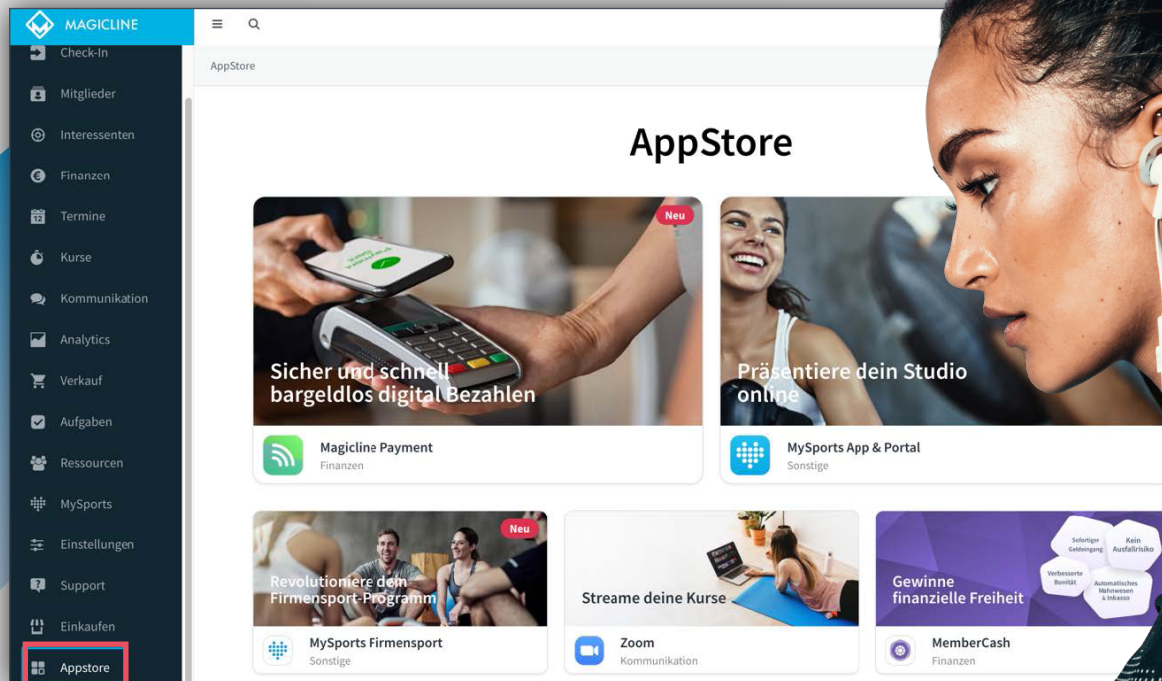 MAGICLINE
Check-In
Mitglieder
Interessenten
Finanzen
Termine
Kurse
Kommunikation
Analytics
Verkauf
Aufgaben
Ressourcen
MySports
Einstellungen
Support
Einkaufen
Appstore
AppStore
AppStore
Neu
Sicher und schnell
bargeldlos digital Bezahlen
Magicline Payment
Finanzen
Präsentiere dein Studio
online
MySports App & Portal
Sonstige
Neu
Revolutioniere dein
Firmensport-Programm
MySports Firmensport
Sonstige
Streame deine Kurse
Zoom
Kommunikation
Gewinne
finanzielle Freiheit
Sofortiger
Geldeingang
Kein
Ausfallrisiko
Verbesserte
Bonität
Automatisches
Mahnwesen
& Inkasso
MemberCash
Finanzen